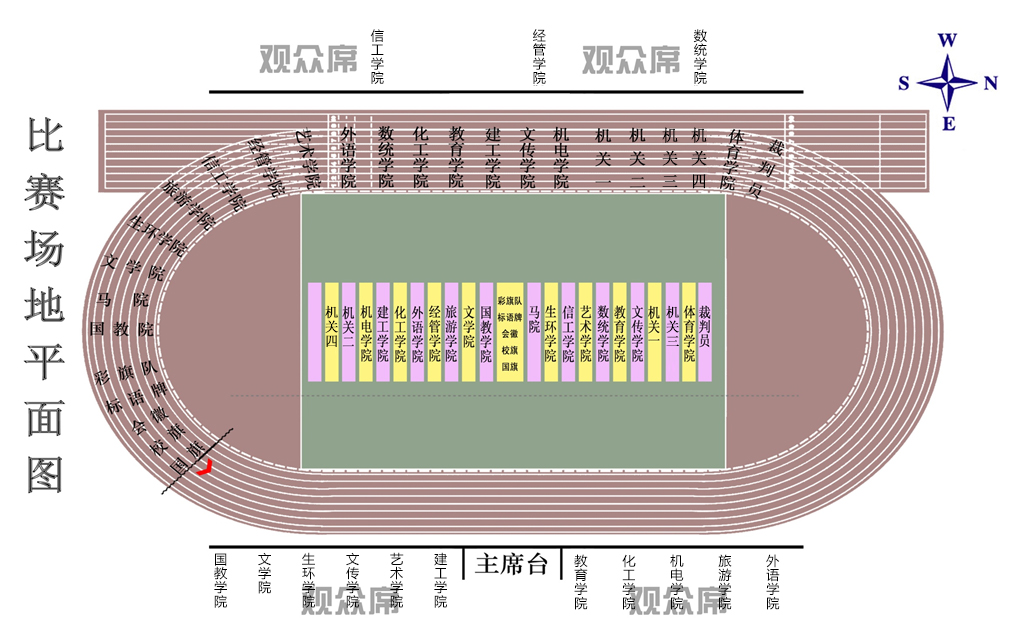 比赛场地平面图
观众席
信工学院
经管学院
观众席
数统学院
W
S
N
E
艺术学院
外语学院
数统学院
化工学院
教育学院
建工学院
文传学院
机电学院
机关一
机关二
机关三
机关四
体育学院
裁判员
经管学院
信工学院
旅游学院
生环学院
文学院
马院
国教院
彩旗队
标语牌
会徽
校旗
国旗
机关四
机关二
机电学院
建工学院
化工学院
外语学院
经管学院
旅游学院
文学院
国教学院
彩旗队
标语牌
会徽
校旗
国旗
马院
生环学院
信工学院
艺术学院
数统学院
教育学院
文传学院
机关一
机关三
体育学院
裁判员
国教学院
文学院
生环学院
文传学院
艺术学院
建工学院
观众席
主席台
教育学院
化工学院
机电学院
旅游学院
外语学院
观众席